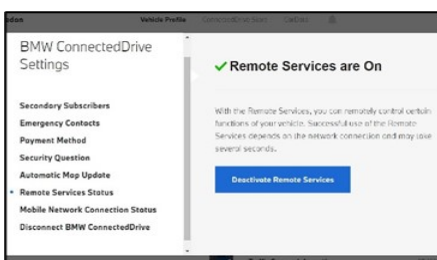 Vehicle Profile
ConnectedDrive Store
CarData
BMW ConnectedDrive
Settings
Secondary Subscribers
Emergency Contacts
Payment Method
Security Question
Automatic Map Update
Remote Services Status
Mobile Network Connection Status
Disconnect BMW ConnectedDrive
Remote Services are On
With the Remote Services, you can remotely control certain
functions of your vehicle. Successful use of the Remote
Services depends on the network connection and may take
several seconds.
Deactivate Remote Services